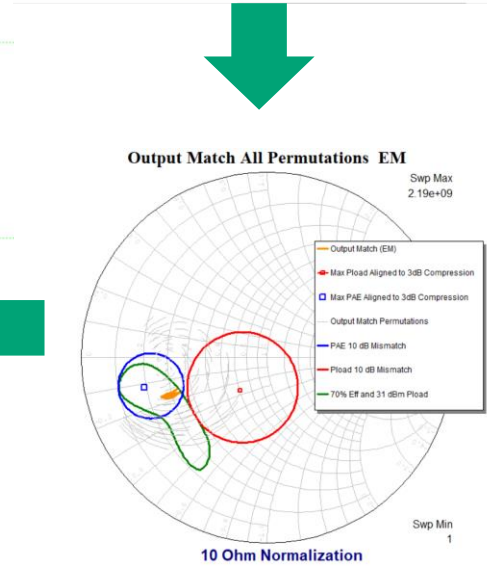 Output Match All Permutations EM
Swp Max
2.19e+09
Output Match (EM)
Max Pload Aligned to 3dB Compression
Max PAE Aligned to 3dB Compression
Output Match Permutations
PAE 10 dB Mismatch
Pload 10 dB Mismatch
70% Eff and 31 dBm Pload
Swp Min
1
10 Ohm Normalization